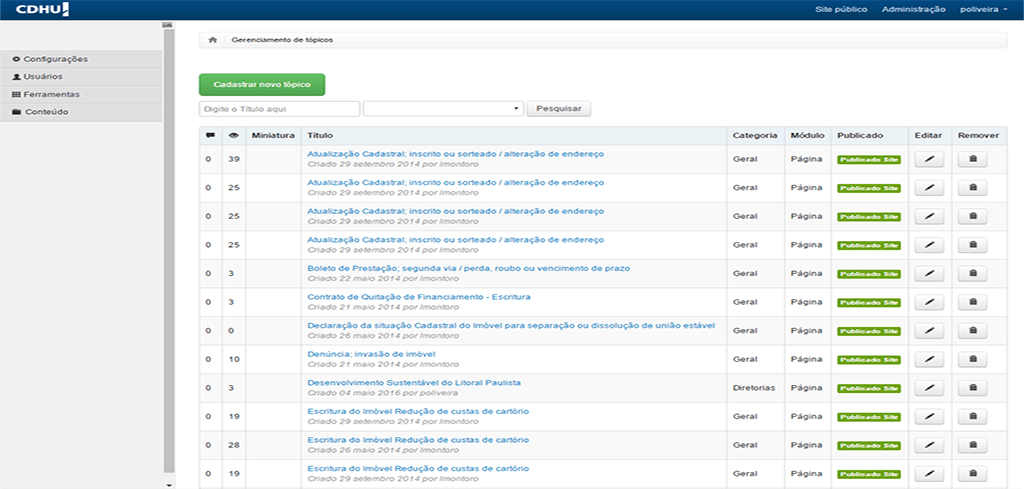 CDHU
Site público Administração poliveira
Gerenciamento de tópicos
Configurações
Usuários
Ferramentas
Conteúdo
Cadastrar novo tópico
Digite o Título aqui Pesquisar
Miniatura Título Categoria Módulo Publicado Editar Remover
0 39 Atualização Cadastral; inscrito ou sorteado / alteração de endereço Geral Página Publicado Site
Criado 29 setembro 2014 por lmontoro
0 25 Atualização Cadastral; inscrito ou sorteado / alteração de endereço Geral Página Publicado Site
Criado 29 setembro 2014 por lmontoro
0 25 Atualização Cadastral; inscrito ou sorteado / alteração de endereço Geral Página Publicado Site
Criado 29 setembro 2014 por lmontoro
0 25 Atualização Cadastral; inscrito ou sorteado / alteração de endereço Geral Página Publicado Site
Criado 29 setembro 2014 por lmontoro
0 3 Boleto de Prestação; segunda via / perda, roubo ou vencimento de prazo Geral Página Publicado Site
Criado 22 maio 2014 por lmontoro
0 3 Contrato de Quitação de Financiamento - Escritura Geral Página Publicado Site
Criado 21 maio 2014 por lmontoro
0 0 Declaração da situação Cadastral do Imóvel para separação ou dissolução de união estável Geral Página Publicado Site
Criado 26 maio 2014 por lmontoro
0 10 Denúncia; invasão de imóvel Geral Página Publicado Site
Criado 21 maio 2014 por lmontoro
0 3 Desenvolvimento Sustentável do Litoral Paulista Diretorias Página Publicado Site
Criado 04 maio 2016 por poliveira
0 19 Escritura do Imóvel Redução de custas de cartório Geral Página Publicado Site
Criado 29 setembro 2014 por lmontoro
0 28 Escritura do Imóvel Redução de custas de cartório Geral Página Publicado Site
Criado 26 maio 2014 por lmontoro
0 19 Escritura do Imóvel Redução de custas de cartório Geral Página Publicado Site
Criado 29 setembro 2014 por lmontoro